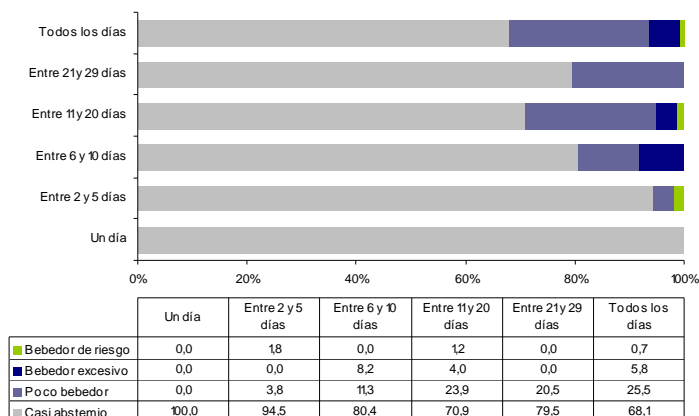 Todos los días
Entre 21 y 29 días
Entre 11 y 20 días
Entre 6 y 10 días
Entre 2 y 5 días
Un día
0% 20% 40% 60% 80% 100%
Un día Entre 2 y 5 días Entre 6 y 10 días Entre 11 y 20 días Entre 21 y 29 días Todos los días
Bebedor de riesgo 0,0 1,8 0,0 1,2 0,0 0,7
Bebedor excesivo 0,0 0,0 8,2 4,0 0,0 5,8
Poco bebedor 0,0 3,8 11,3 23,9 20,5 25,5
Casi abstemio 100,0 94,5 80,4 70,9 79,5 68,1